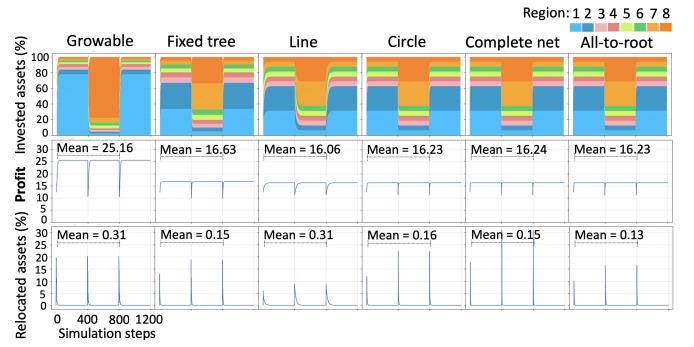 Region: 1 2 3 4 5 6 7 8
Growable Fixed tree Line Circle Complete net All-to-root
Invested assets (%)
100
80
60
40
20
0
Profit
30
25
20
15
10
5
0
Mean = 25.16 Mean = 16.63 Mean = 16.06 Mean = 16.23 Mean = 16.24 Mean = 16.23
Relocated assets (%)
30
25
20
15
10
5
0
Mean = 0.31 Mean = 0.15 Mean = 0.31 Mean = 0.16 Mean = 0.15 Mean = 0.13
0 400 800 1200
Simulation steps